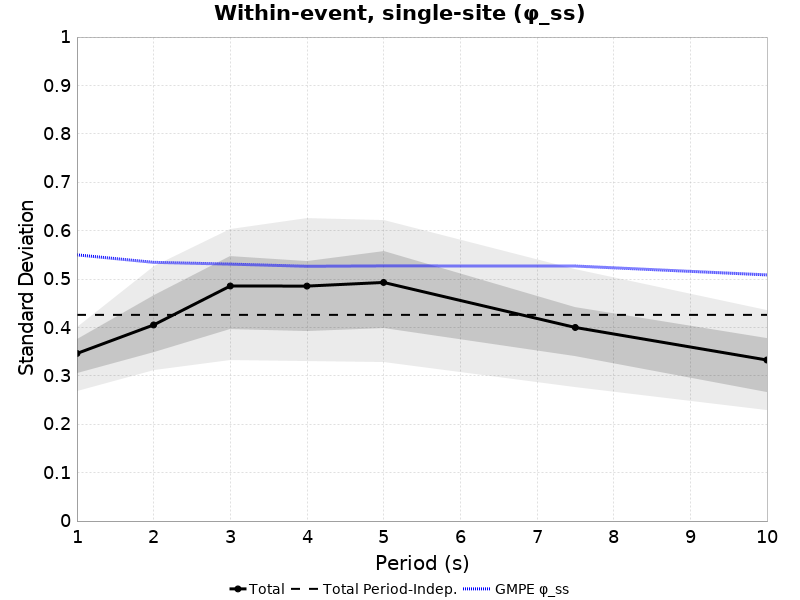 Within-event, single-site (φ_ss)
Standard Deviation
1
0.9
0.8
0.7
0.6
0.5
0.4
0.3
0.2
0.1
0
1 2 3 4 5 6 7 8 9 10
Period (s)
Total Total Period-Indep. GMPE φ_ss